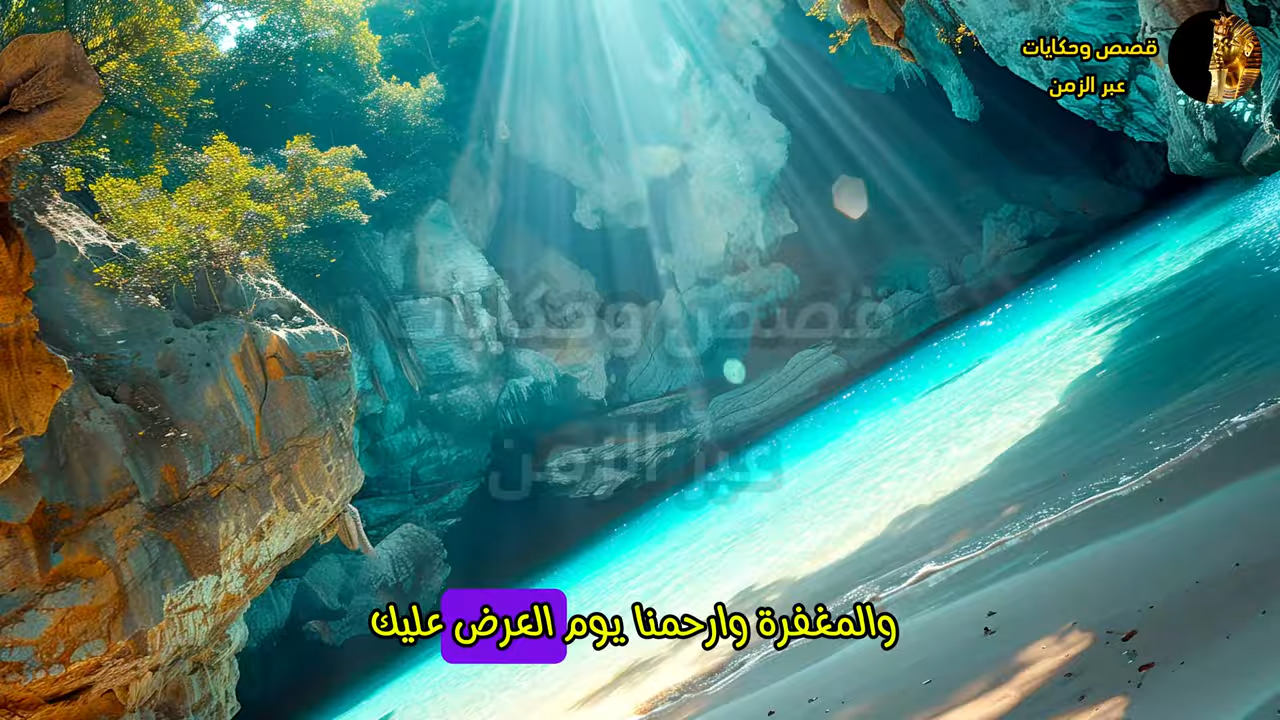 قصص وحكايات
عبر الزمن
قصص وحكايات
عبر الزمن
والمغفرة وارحمنا يوم العرض عليك